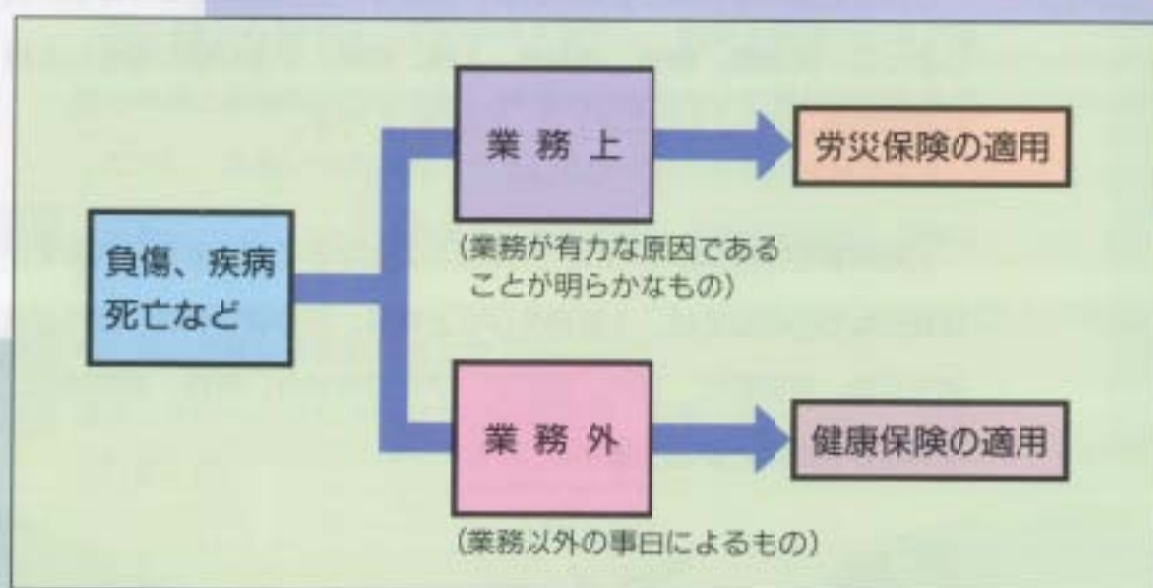 負傷、疾病
死亡など
業務上
(業務が有力な原因である
ことが明らかなもの)
労災保険の適用
業務外
(業務以外の事由によるもの)
健康保険の適用